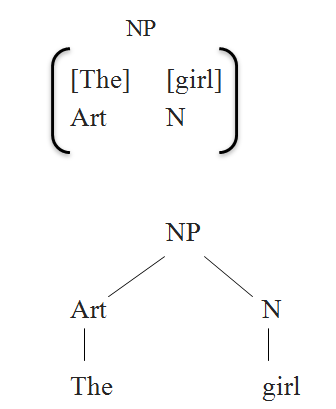 NP
[The] [girl]
Art N
NP
Art N
The girl